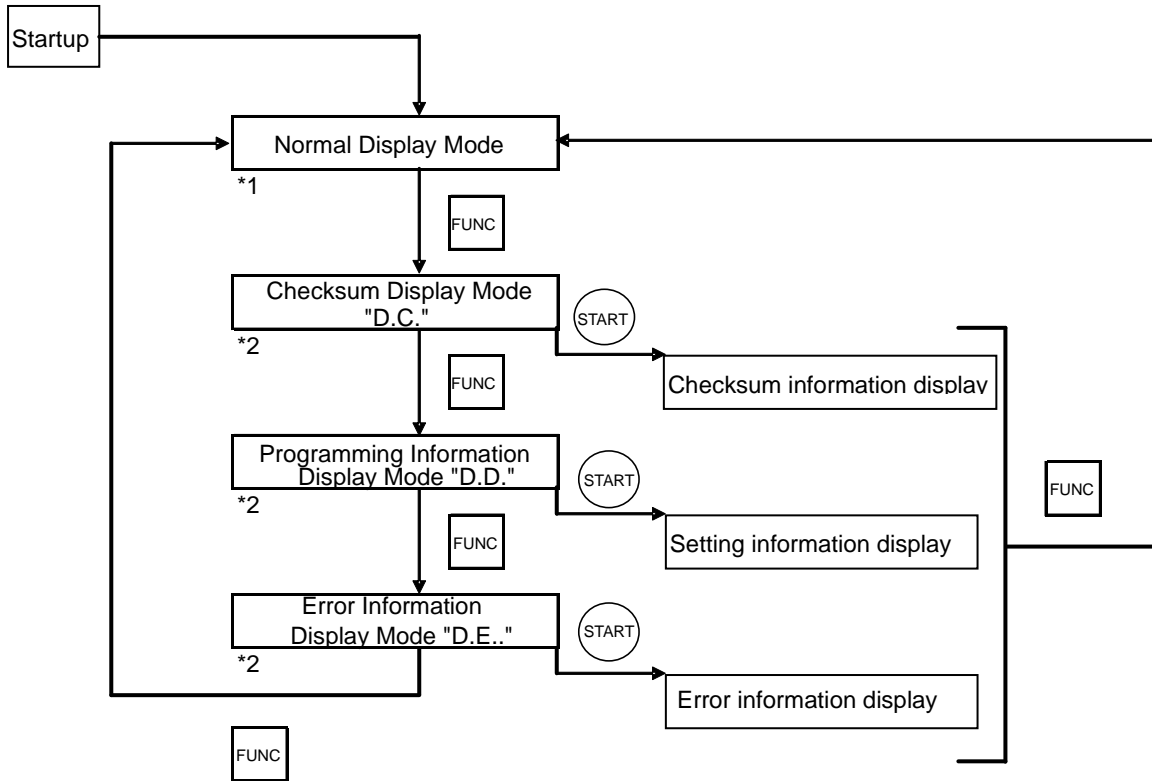 Startup
Normal Display Mode
*1
FUNC
Checksum Display Mode
"D.C."
*2
START
Checksum information display
FUNC
Programming Information
Display Mode "D.D."
*2
START
Setting information display
FUNC
FUNC
Error Information
Display Mode "D.E.."
*2
START
Error information display
FUNC